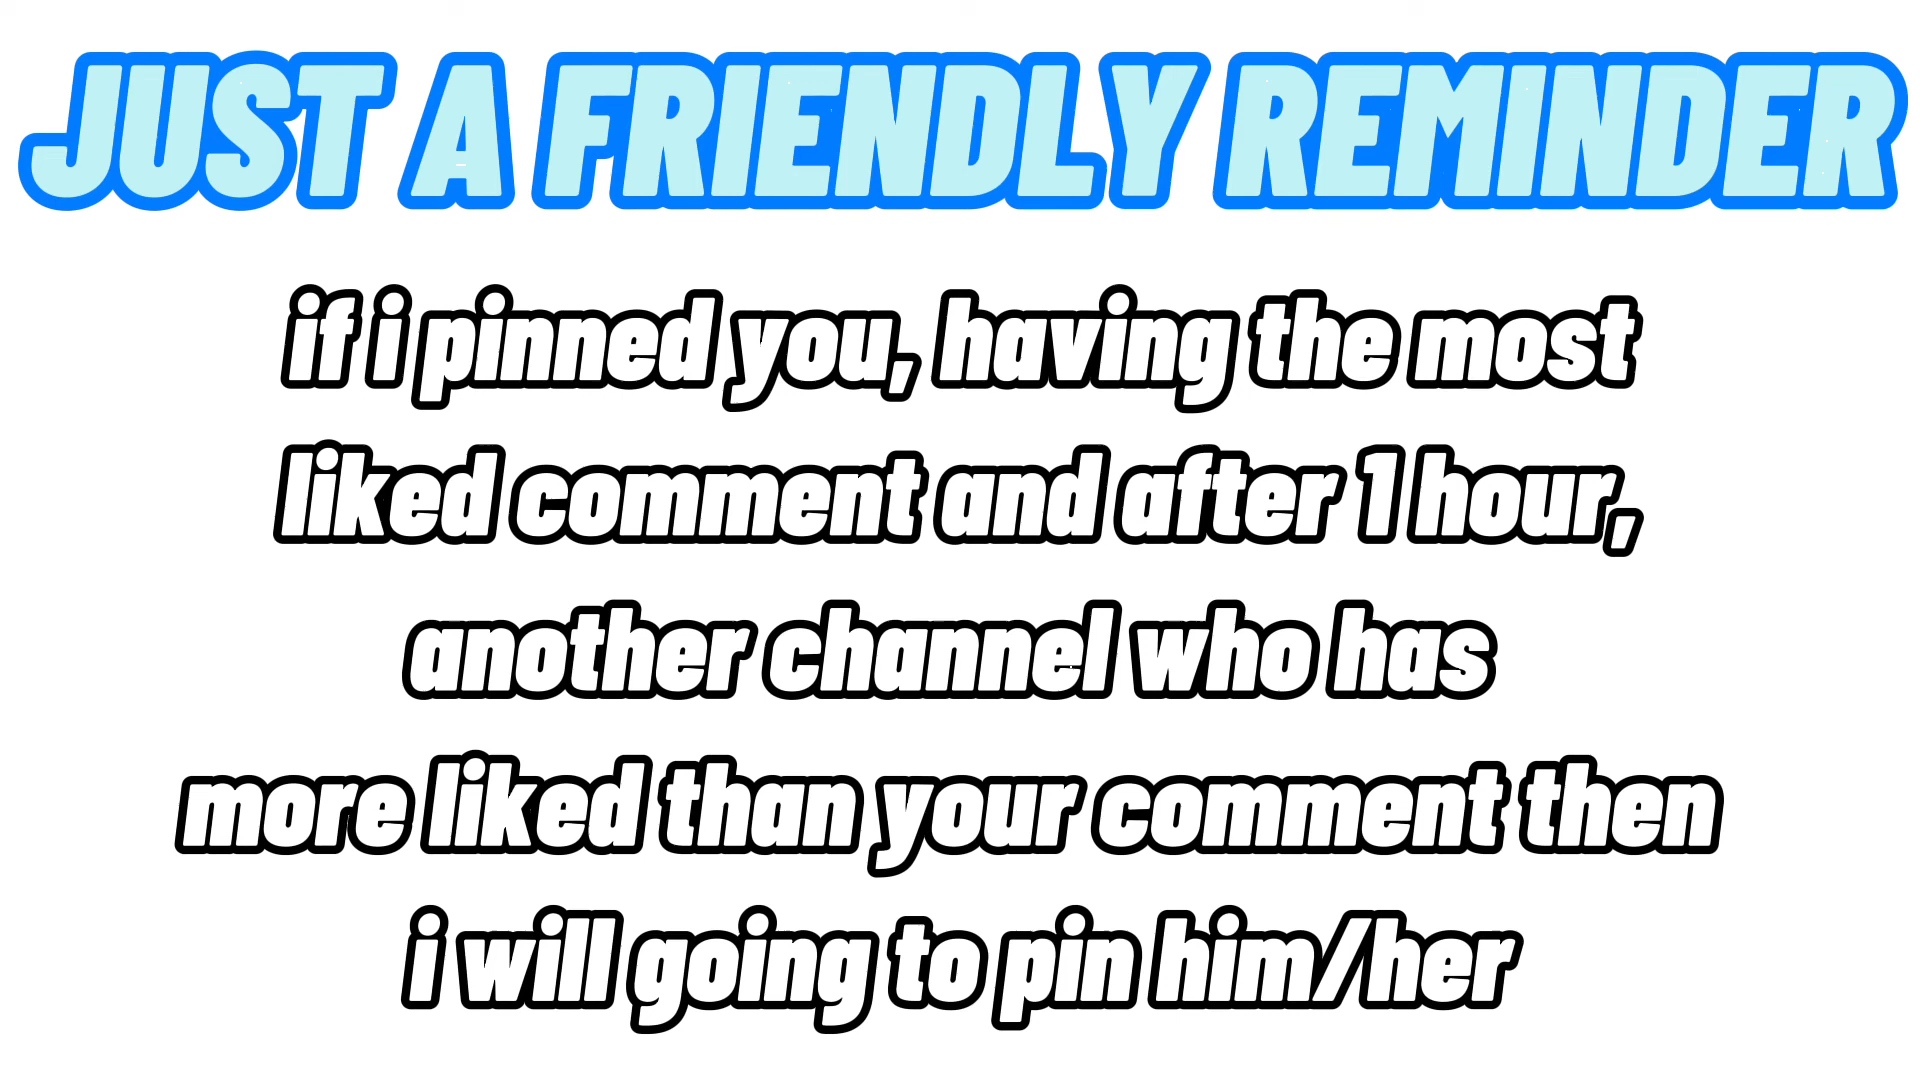 JUST A FRIENDLY REMINDER
if i pinned you, having the most
liked comment and after 1 hour,
another channel who has
more liked than your comment then
i will going to pin him/her